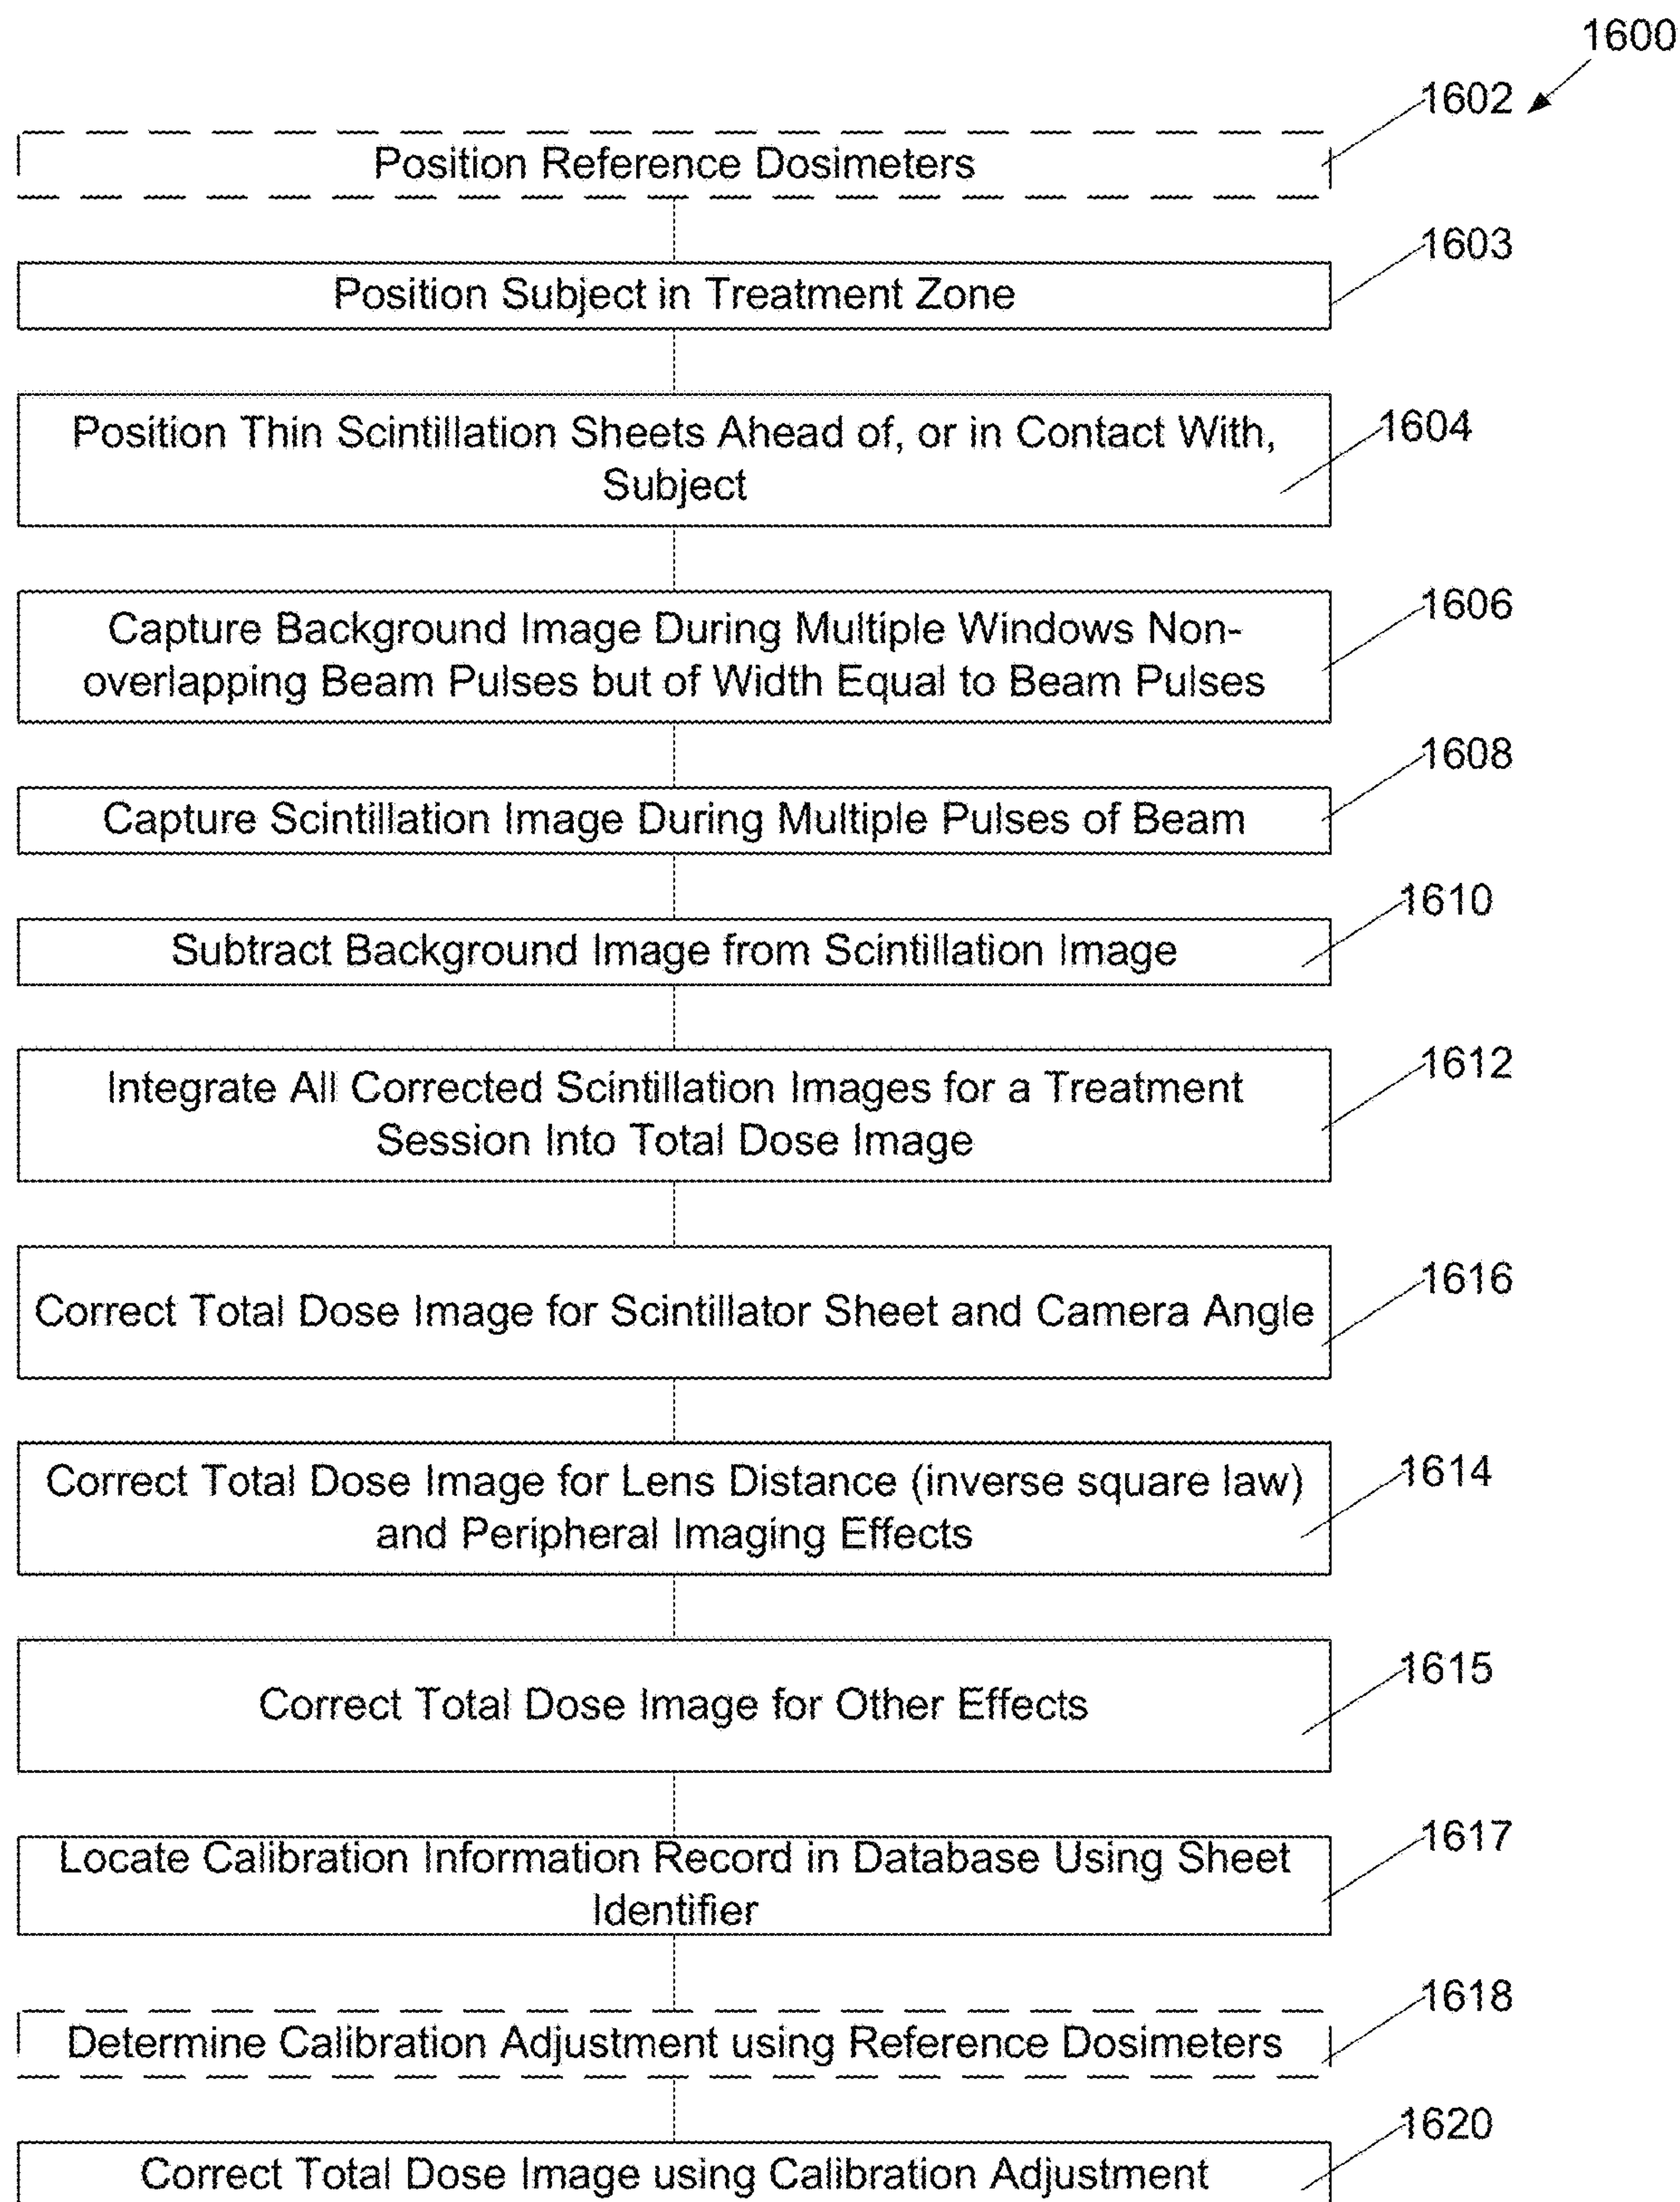 1600
1602
Position Reference Dosimeters
1603
Position Subject in Treatment Zone
Position Thin Scintillation Sheets Ahead of, or in Contact With,
1604
Subject
1606
Capture Background Image During Multiple Windows Non-
overlapping Beam Pulses but of Width Equal to Beam Pulses
1608
Capture Scintillation Image During Multiple Pulses of Beam
1610
Subtract Background Image from Scintillation Image
1612
Integrate All Corrected Scintillation Images for a Treatment
Session Into Total Dose Image
1616
Correct Total Dose Image for Scintillator Sheet and Camera Angle
1614
Correct Total Dose Image for Lens Distance (inverse square law)
and Peripheral Imaging Effects
1615
Correct Total Dose Image for Other Effects
1617
Locate Calibration Information Record in Database Using Sheet
Identifier
1618
Determine Calibration Adjustment using Reference Dosimeters
1620
Correct Total Dose Image using Calibration Adjustment